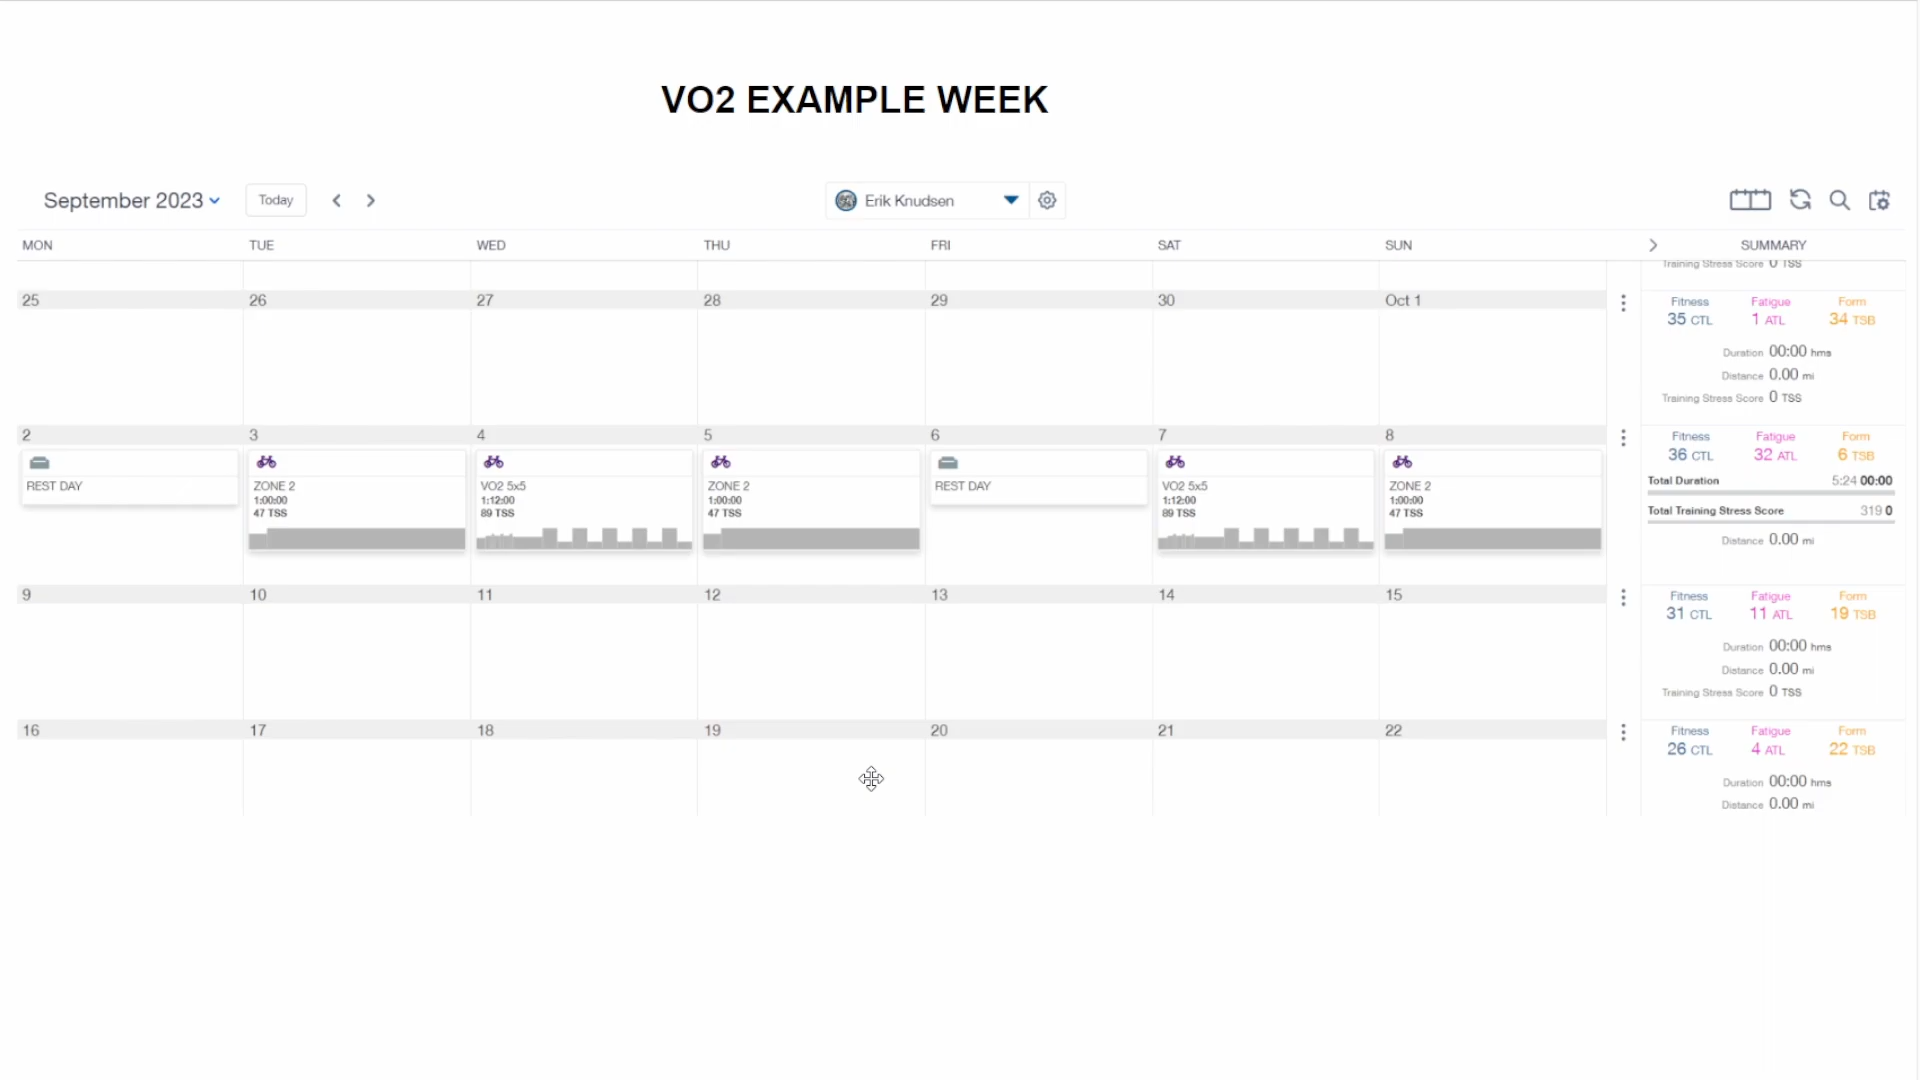 VO2 EXAMPLE WEEK
September 2023
Today
Erik Knudsen
MON TUE WED THU FRI SAT SUN SUMMARY
Training Stress Score 0 TSS
25 26 27 28 29 30 Oct 1
Fitness Fatigue Form
35 CTL 1 ATL 34 TSB
Duration 00:00 hms
Distance 0.00 mi
Training Stress Score 0 TSS
2 3 4 5 6 7 8
REST DAY
ZONE 2
1:00:00
47 TSS
VO2 5x5
1:12:00
89 TSS
ZONE 2
1:00:00
47 TSS
REST DAY
VO2 5x5
1:12:00
89 TSS
ZONE 2
1:00:00
47 TSS
Fitness Fatigue Form
36 CTL 32 ATL 6 TSB
Total Duration 5:24 00:00
Total Training Stress Score 319 0
Distance 0.00 mi
9 10 11 12 13 14 15
Fitness Fatigue Form
31 CTL 11 ATL 19 TSB
Duration 00:00 hms
Distance 0.00 mi
Training Stress Score 0 TSS
16 17 18 19 20 21 22
Fitness Fatigue Form
26 CTL 4 ATL 22 TSB
Duration 00:00 hms
Distance 0.00 mi